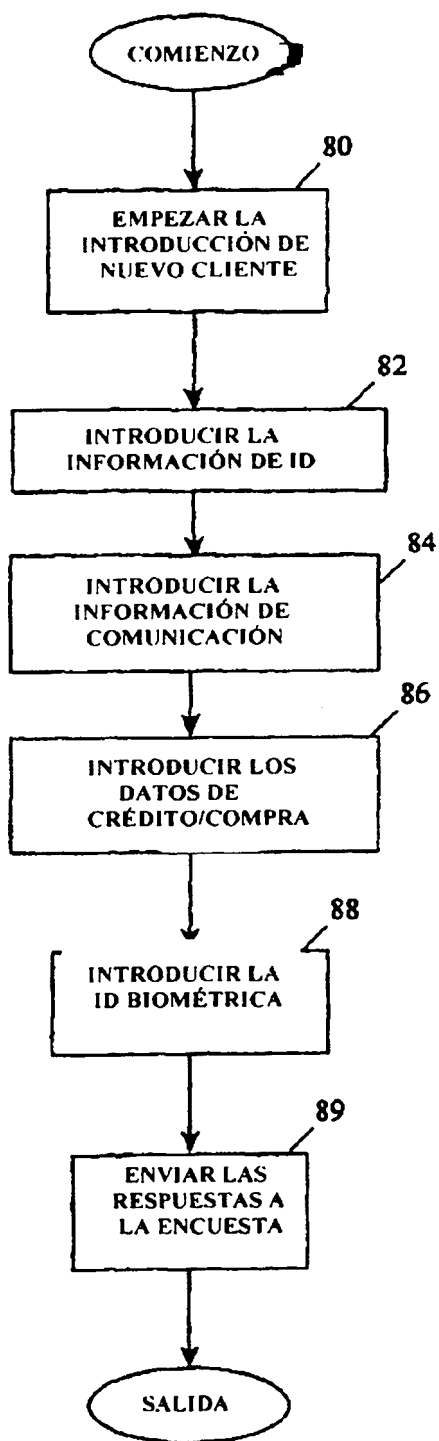 COMIENZO
80
EMPEZAR LA
INTRODUCCIÓN DE
NUEVO CLIENTE
82
INTRODUCIR LA
INFORMACIÓN DE ID
84
INTRODUCIR LA
INFORMACIÓN DE
COMUNICACIÓN
86
INTRODUCIR LOS
DATOS DE
CRÉDITO/COMPRA
88
INTRODUCIR LA
ID BIOMÉTRICA
89
ENVIAR LAS
RESPUESTAS A
LA ENCUESTA
SALIDA